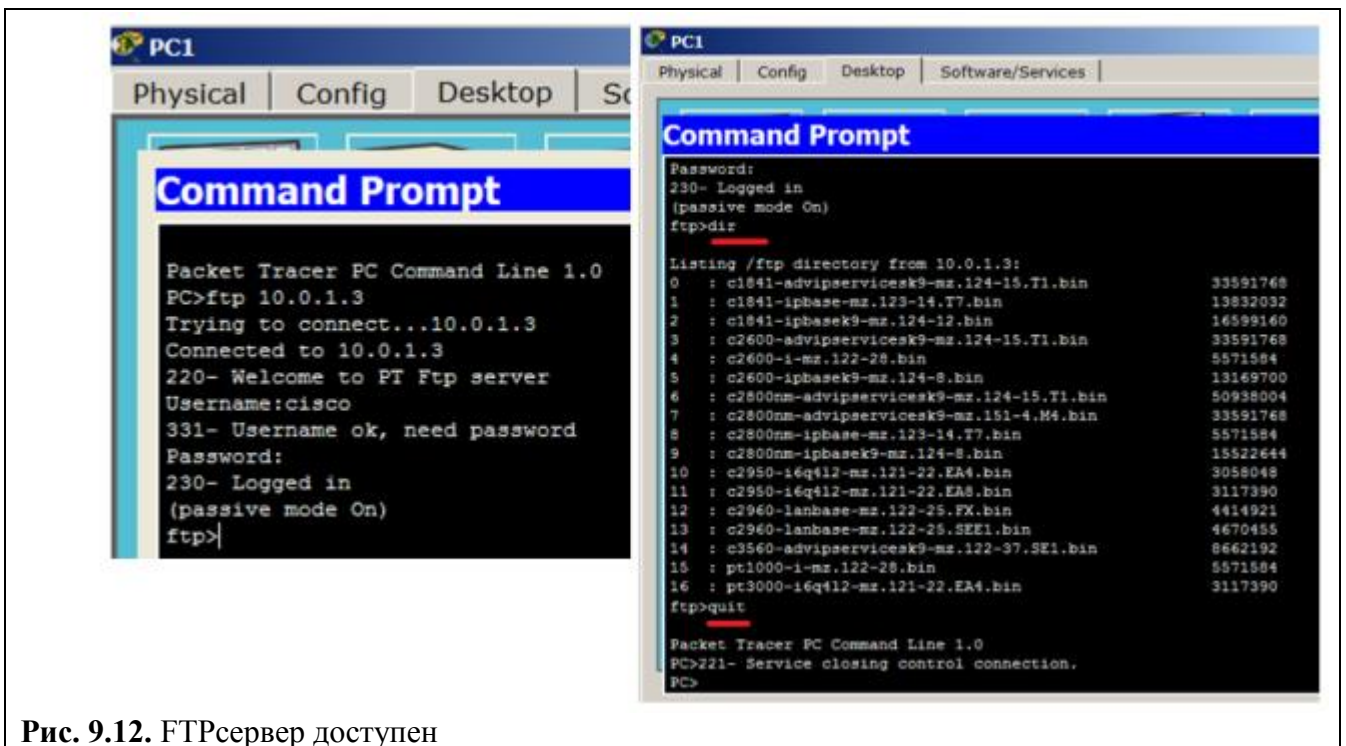 PC1
Physical Config Desktop
Command Prompt
Packet Tracer PC Command Line 1.0
PC>ftp 10.0.1.3
Trying to connect...10.0.1.3
Connected to 10.0.1.3
220- Welcome to PT Ftp server
Username:cisco
331- Username ok, need password
Password:
230- Logged in
(passive mode On)
ftp>
PC1
Physical Config Desktop Software/Services
Command Prompt
Password:
230- Logged in
(passive mode On)
ftp>dir
Listing /ftp directory from 10.0.1.3:
0 : c1841-advipservicesk9-mz.124-15.T1.bin 33591768
1 : c1841-ipbase-mz.123-14.T7.bin 13832032
2 : c1841-ipbasek9-mz.124-12.bin 16599160
3 : c2600-advipservicesk9-mz.124-15.T1.bin 33591768
4 : c2600-i-mz.122-28.bin 5571584
5 : c2600-ipbasek9-mz.124-8.bin 13169700
6 : c2800nm-advipservicesk9-mz.124-15.T1.bin 50938004
7 : c2800nm-advipservicesk9-mz.151-4.M4.bin 33591768
8 : c2800nm-ipbase-mz.123-14.T7.bin 5571584
9 : c2800nm-ipbasek9-mz.124-8.bin 15522644
10 : c2950-i6q4l2-mz.121-22.EA4.bin 3058048
11 : c2950-i6q4l2-mz.121-22.EA8.bin 3117390
12 : c2960-lanbase-mz.122-25.FX.bin 4414921
13 : c2960-lanbase-mz.122-25.SEE1.bin 4670455
14 : c3560-advipservicesk9-mz.122-37.SE1.bin 8662192
15 : pt1000-i-mz.122-28.bin 5571584
16 : pt3000-i6q4l2-mz.121-22.EA4.bin 3117390
ftp>quit
Packet Tracer PC Command Line 1.0
PC>221- Service closing control connection.
PC>
Рис. 9.12. FTPсервер доступен